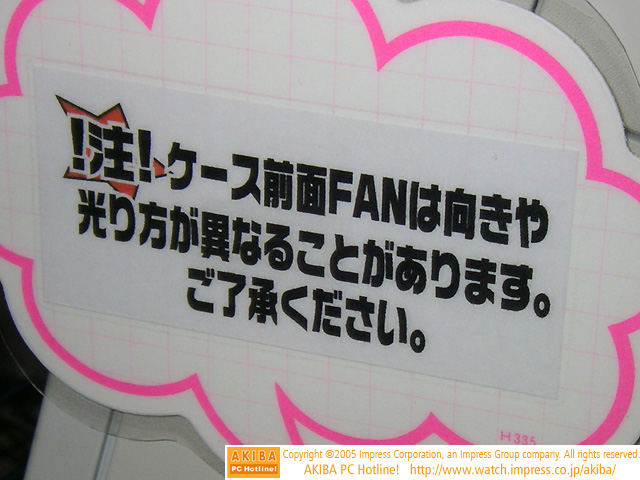 !注!ケース前面FANは向きや
光り方が異なることがあります。
ご了承ください。
H335
AKIBA PC Hotline!
Copyright ©2005 Impress Corporation, an Impress Group company. All rights reserved.
AKIBA PC Hotline! http://www.watch.impress.co.jp/akiba/